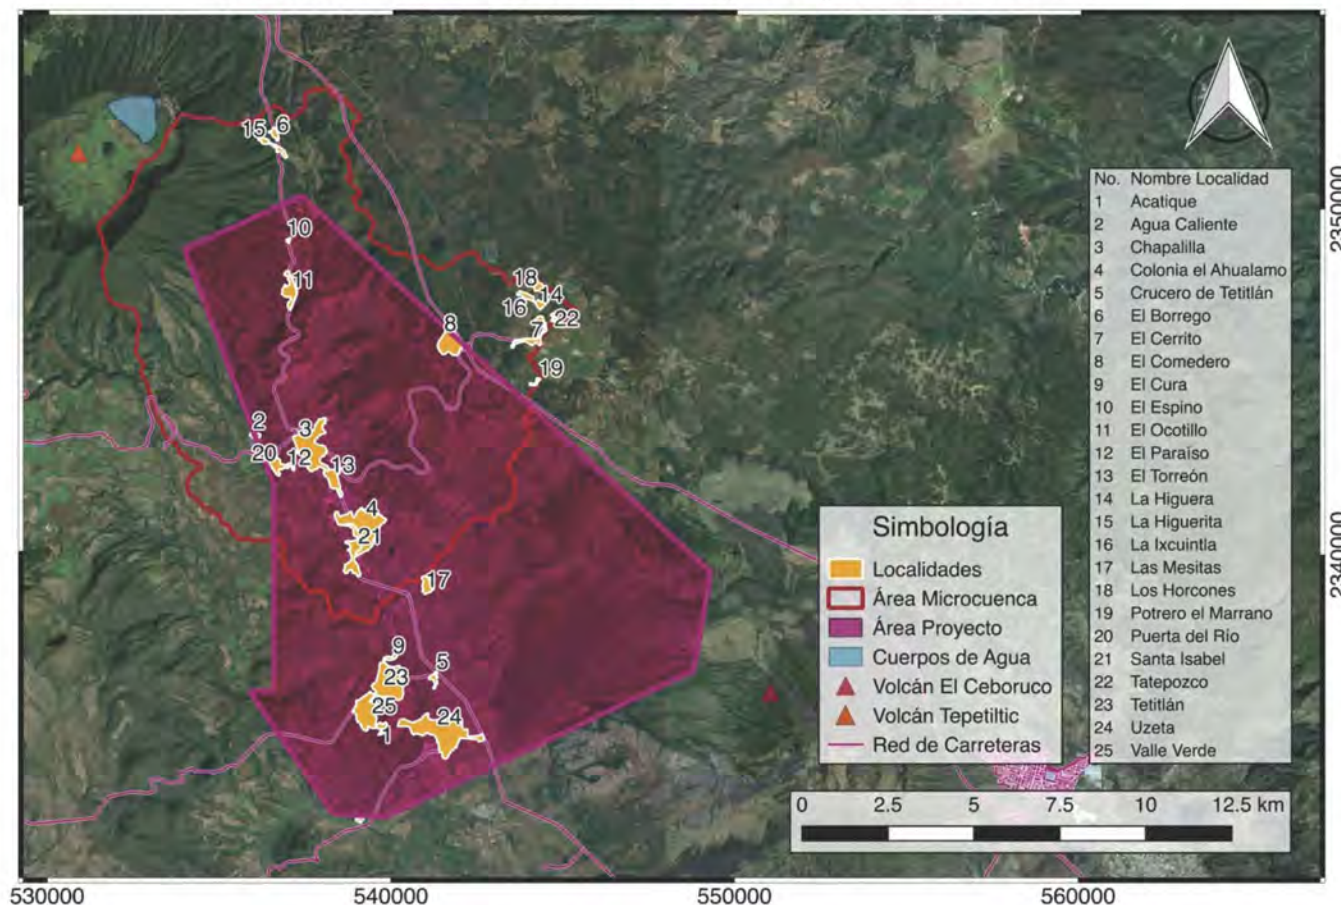 15 6
10
11
18
14
16
22
8
7
19
2
3
20 12
13
4
21
17
9
5
23
25
24
1
No. Nombre Localidad
1 Acatique
2 Agua Caliente
3 Chapalilla
4 Colonia el Ahualamo
5 Crucero de Tetitlán
6 El Borrego
7 El Cerrito
8 El Comedero
9 El Cura
10 El Espino
11 El Ocotillo
12 El Paraíso
13 El Torreón
14 La Higuera
15 La Higuerita
16 La Ixcuintla
17 Las Mesitas
18 Los Horcones
19 Potrero el Marrano
20 Puerta del Río
21 Santa Isabel
22 Tatepozco
23 Tetitlán
24 Uzeta
25 Valle Verde
Simbología
Localidades
Área Microcuenca
Área Proyecto
Cuerpos de Agua
Volcán El Ceboruco
Volcán Tepetiltic
Red de Carreteras
0 2.5 5 7.5 10 12.5 km
2350000
2340000
530000 540000 550000 560000